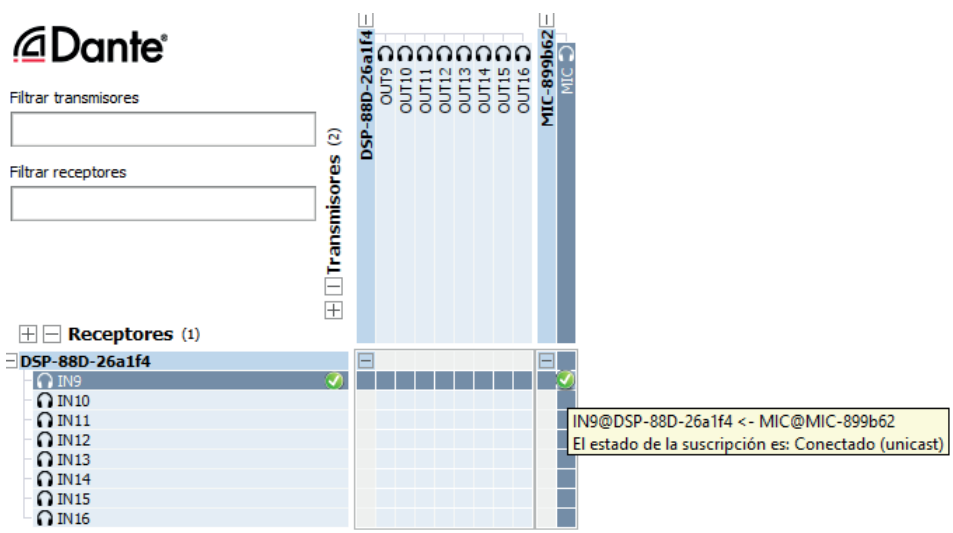 Dante®
Filtrar transmisores
Filtrar receptores
Transmisores (2)
DSP-88D-26a1f4
OUT9
OUT10
OUT11
OUT12
OUT13
OUT14
OUT15
OUT16
MIC-899b62
MIC
Receptores (1)
DSP-88D-26a1f4
IN9
IN10
IN11
IN12
IN13
IN14
IN15
IN16
IN9@DSP-88D-26a1f4 <- MIC@MIC-899b62
El estado de la suscripción es: Conectado (unicast)